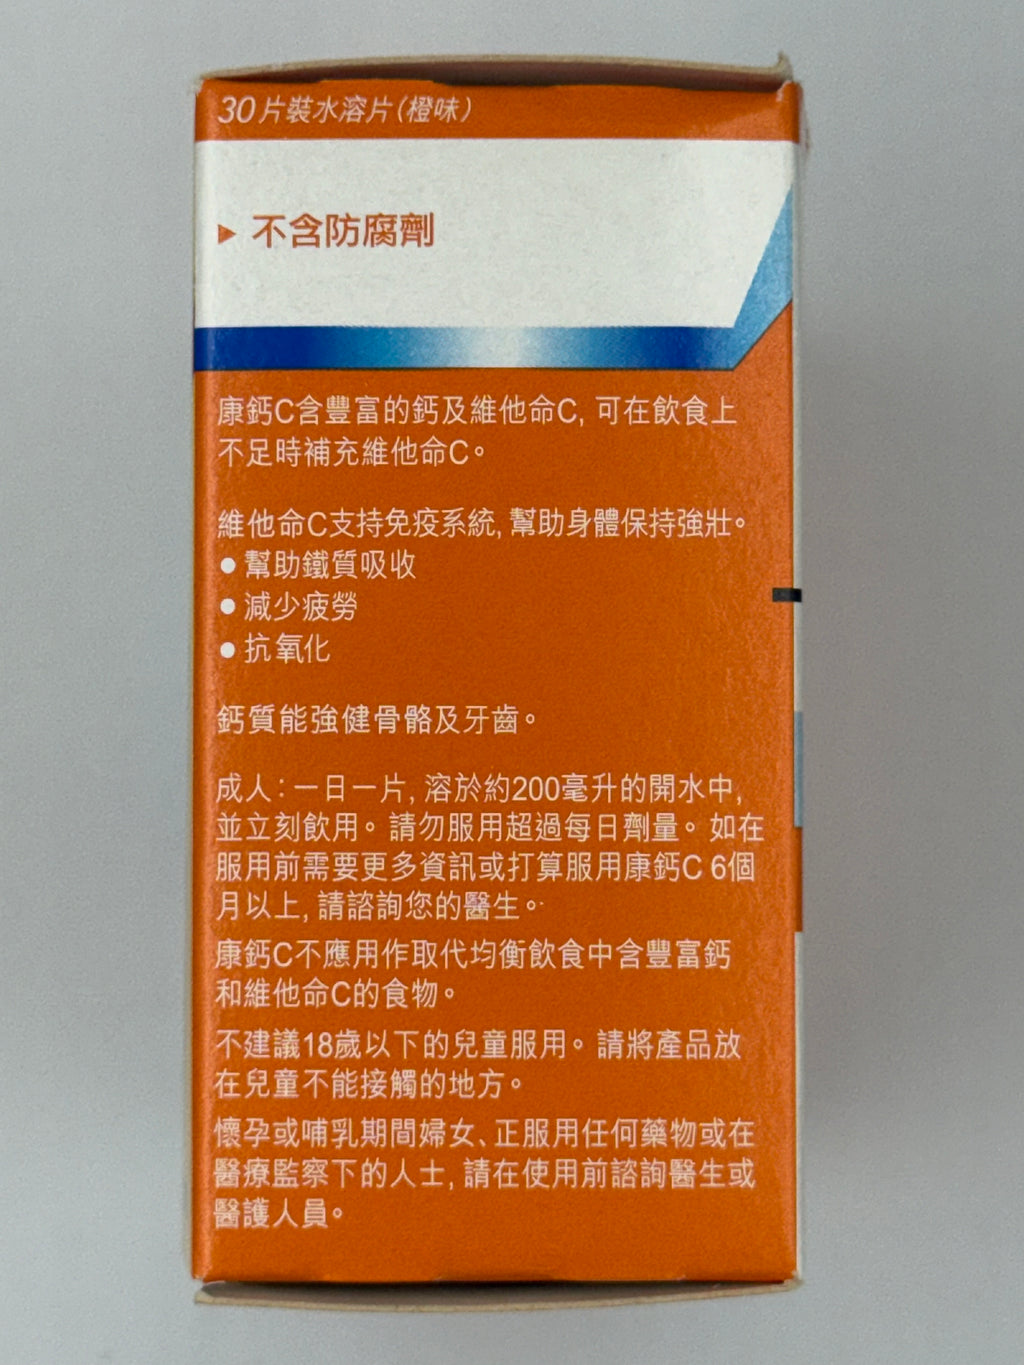 30片裝水溶片(橙味)
▸ 不含防腐劑
康鈣C含豐富的鈣及維他命C, 可在飲食上
不足時補充維他命C。
維他命C支持免疫系統, 幫助身體保持強壯。
● 幫助鐵質吸收
● 減少疲勞
● 抗氧化
鈣質能強健骨骼及牙齒。
成人：一日一片, 溶於約200毫升的開水中,
並立刻飲用。請勿服用超過每日劑量。如在
服用前需要更多資訊或打算服用康鈣C 6個
月以上, 請諮詢您的醫生。
康鈣C不應用作取代均衡飲食中含豐富鈣
和維他命C的食物。
不建議18歲以下的兒童服用。請將產品放
在兒童不能接觸的地方。
懷孕或哺乳期間婦女、正服用任何藥物或在
醫療監察下的人士, 請在使用前諮詢醫生或
醫護人員。